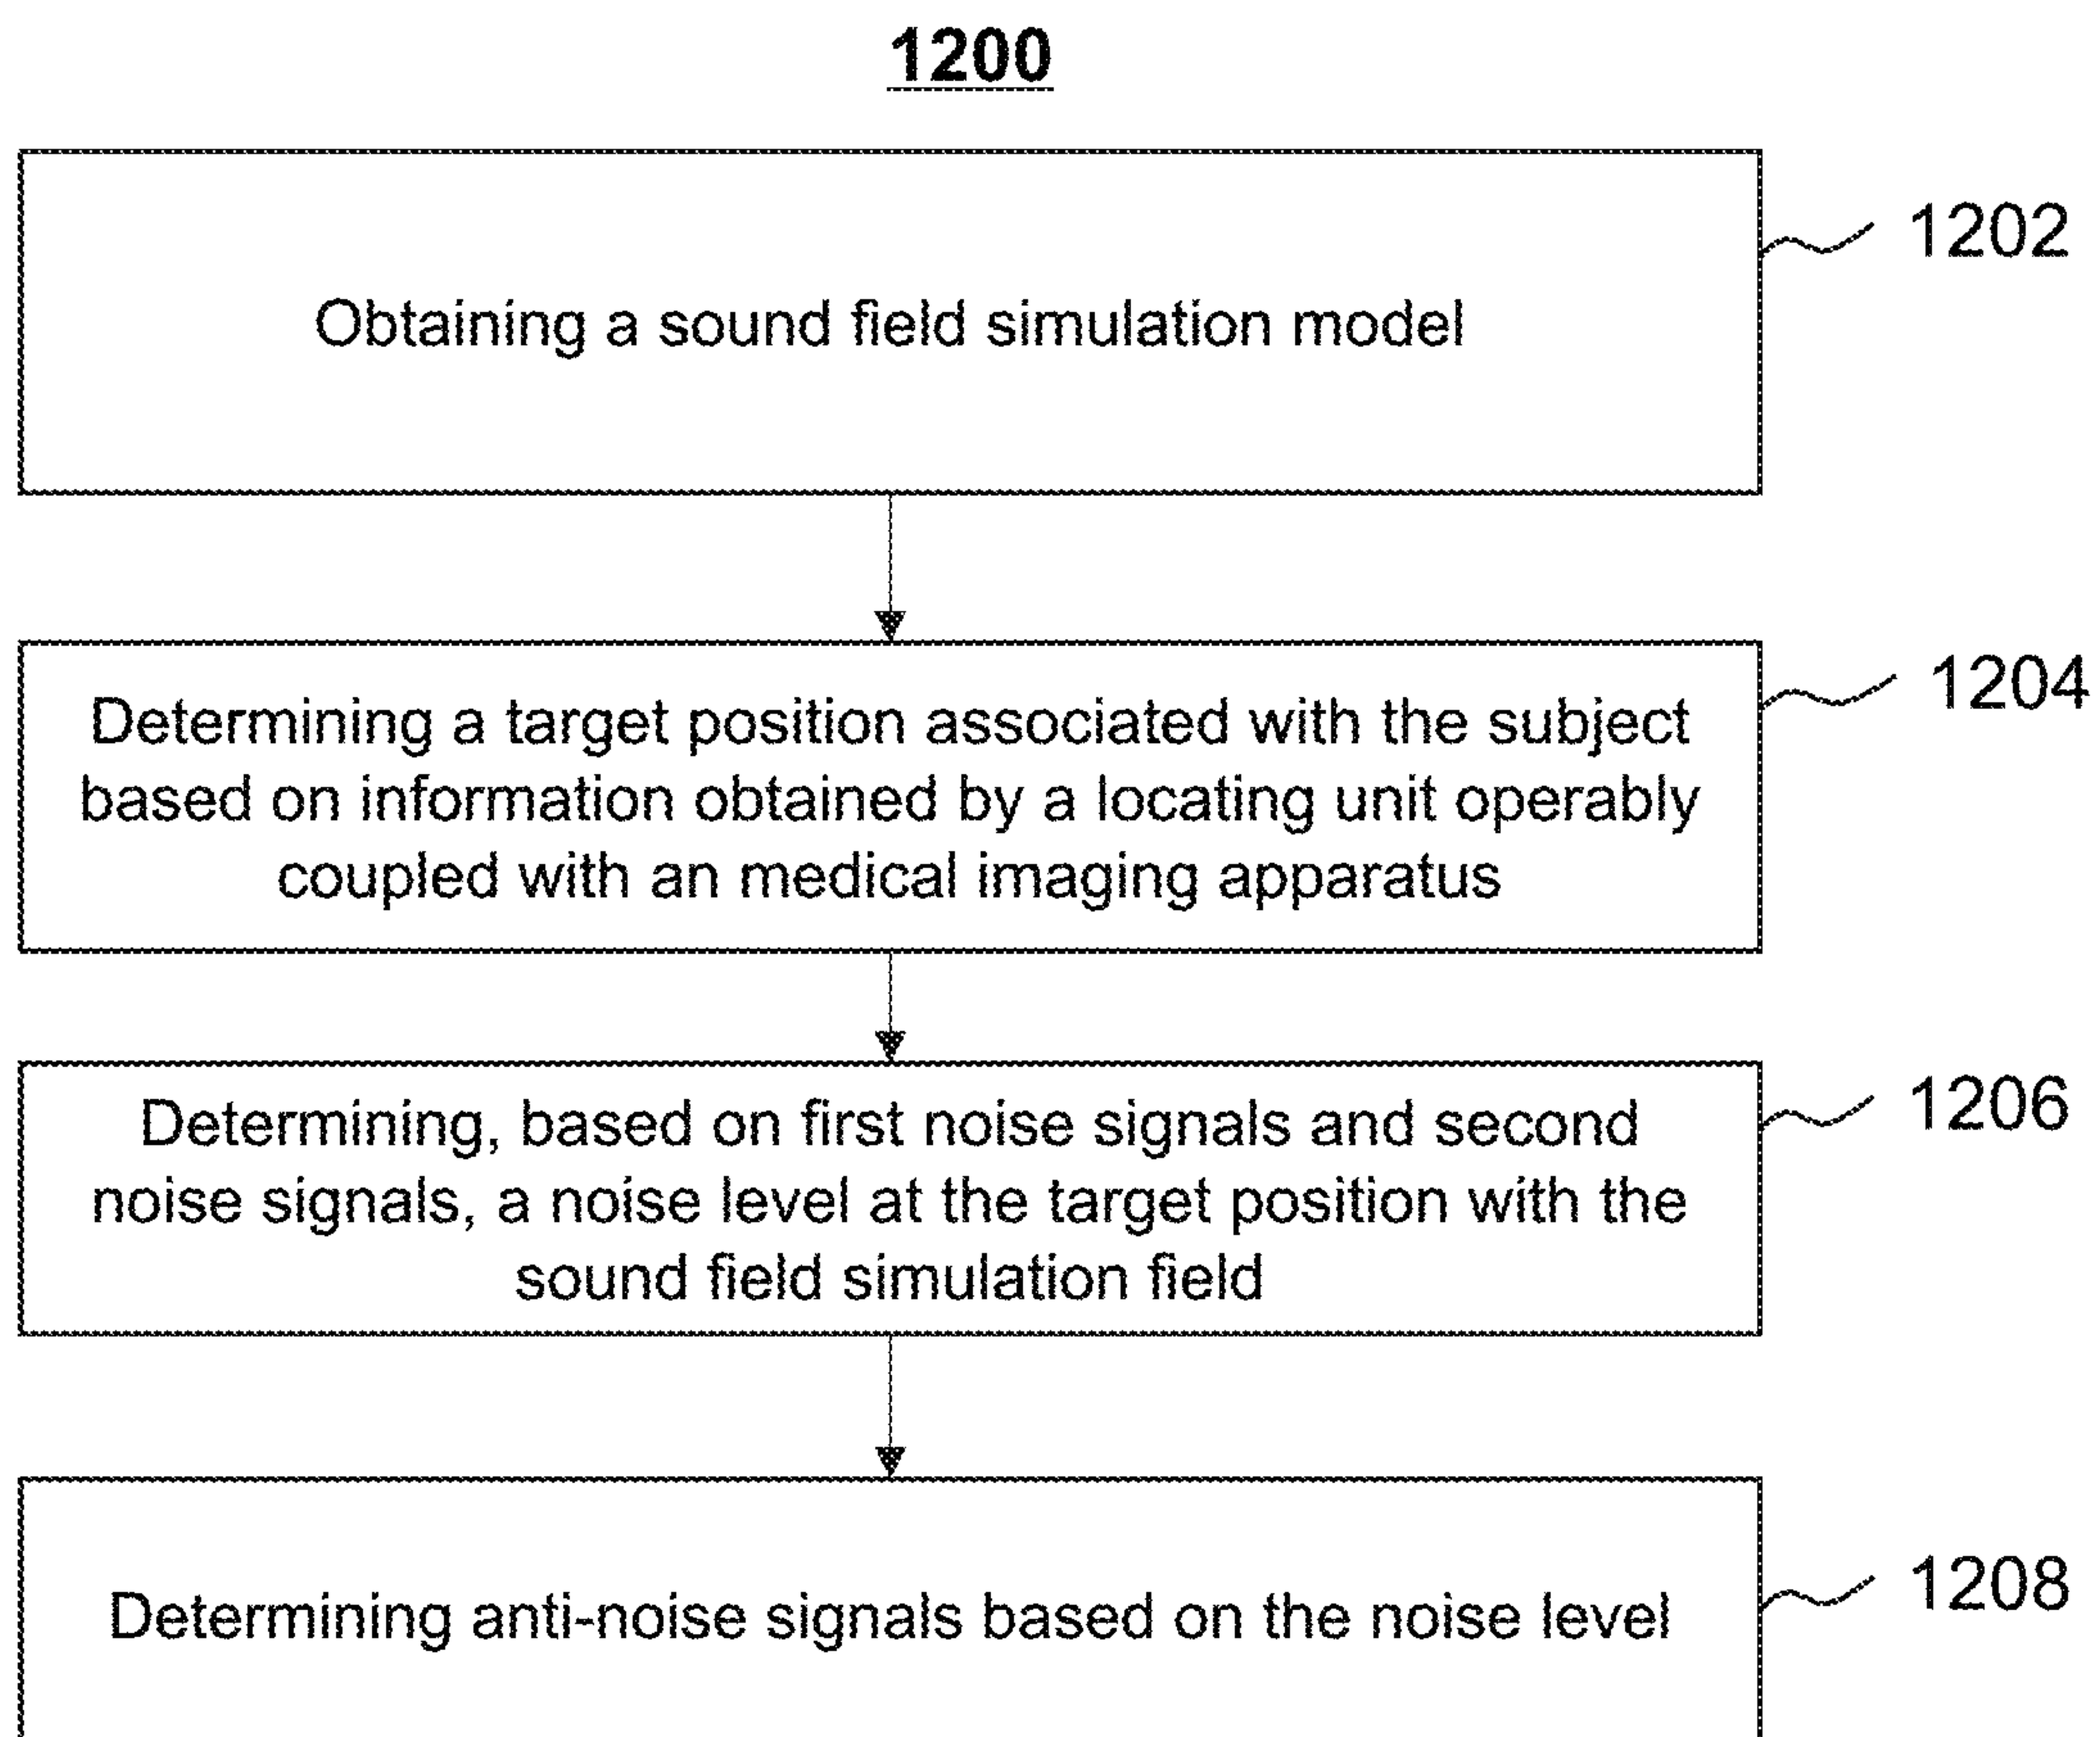 1200
Obtaining a sound field simulation model
1202
Determining a target position associated with the subject
based on information obtained by a locating unit operably
coupled with an medical imaging apparatus
1204
Determining, based on first noise signals and second
noise signals, a noise level at the target position with the
sound field simulation field
1206
Determining anti-noise signals based on the noise level
1208